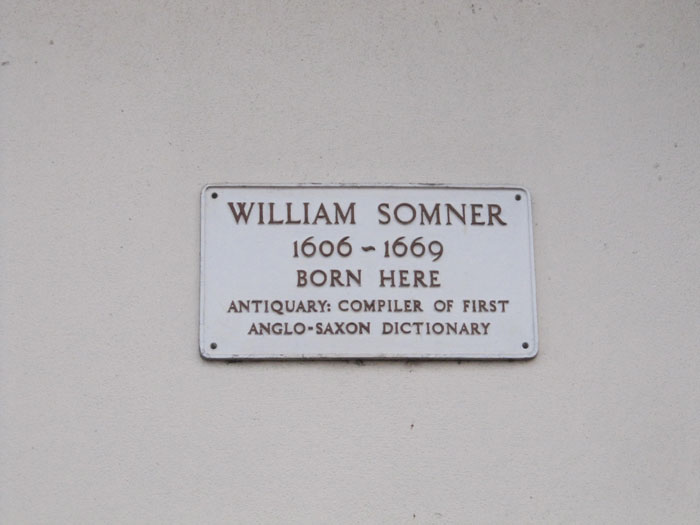 WILLIAM SOMNER
1606 ~ 1669
BORN HERE
ANTIQUARY: COMPILER OF FIRST
ANGLO-SAXON DICTIONARY